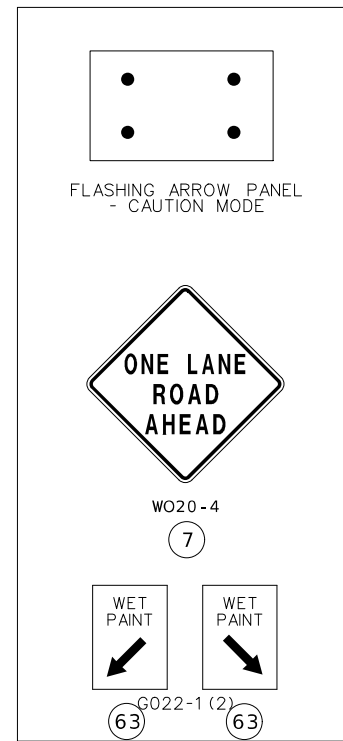 FLASHING ARROW PANEL
- CAUTION MODE
ONE LANE
ROAD
AHEAD
WO20-4
7
WET
PAINT
WET
PAINT
GO22-1(2)
63
63